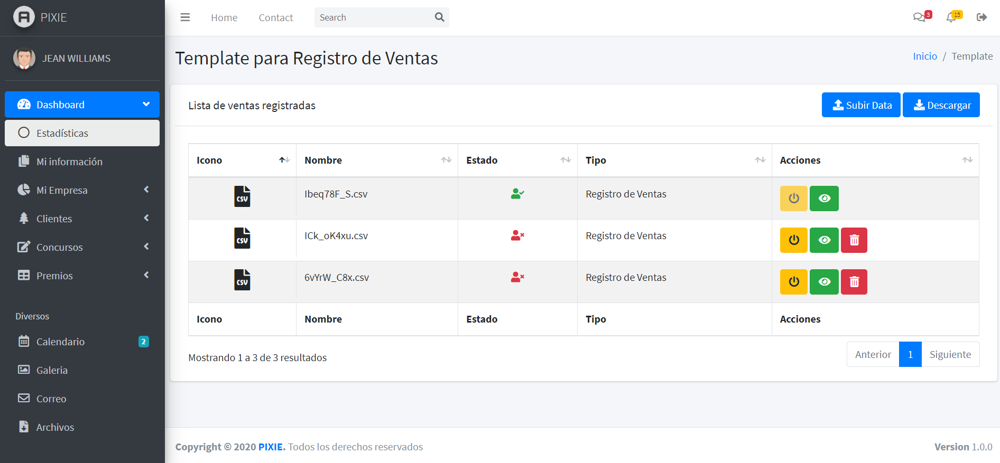 PIXIE
JEAN WILLIAMS
Dashboard
Estadísticas
Mi información
Mi Empresa
Clientes
Concursos
Premios
Diversos
Calendario 2
Galeria
Correo
Archivos
Home Contact Search 3 15
Template para Registro de Ventas
Inicio / Template
Lista de ventas registradas
Subir Data Descargar
Icono Nombre Estado Tipo Acciones
CSV Ibeq78F_S.csv Registro de Ventas
CSV ICk_oK4xu.csv Registro de Ventas
CSV 6vYrW_C8x.csv Registro de Ventas
Icono Nombre Estado Tipo Acciones
Mostrando 1 a 3 de 3 resultados
Anterior 1 Siguiente
Copyright © 2020 PIXIE. Todos los derechos reservados
Version 1.0.0